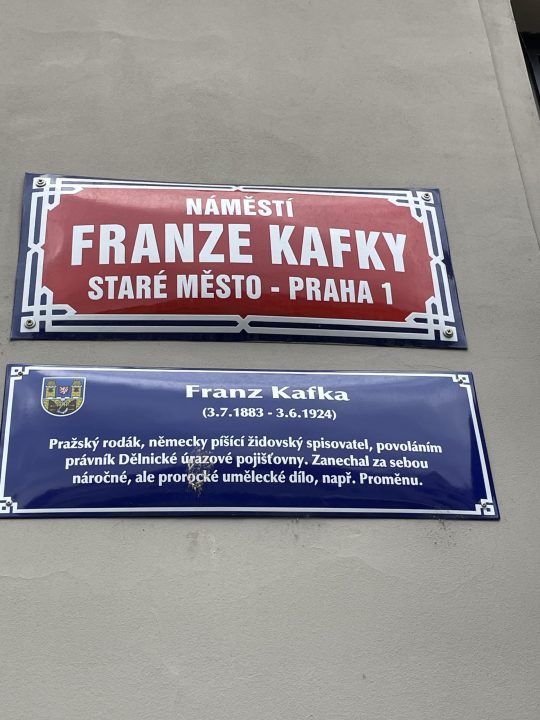 NÁMĚSTÍ
FRANZE KAFKY
STARÉ MĚSTO - PRAHA 1
Franz Kafka
(3.7.1883 - 3.6.1924)
Pražský rodák, německy píšící židovský spisovatel, povoláním
právník Dělnické úrazové pojišťovny. Zanechal za sebou
náročné, ale prorocké umělecké dílo, např. Proměnu.